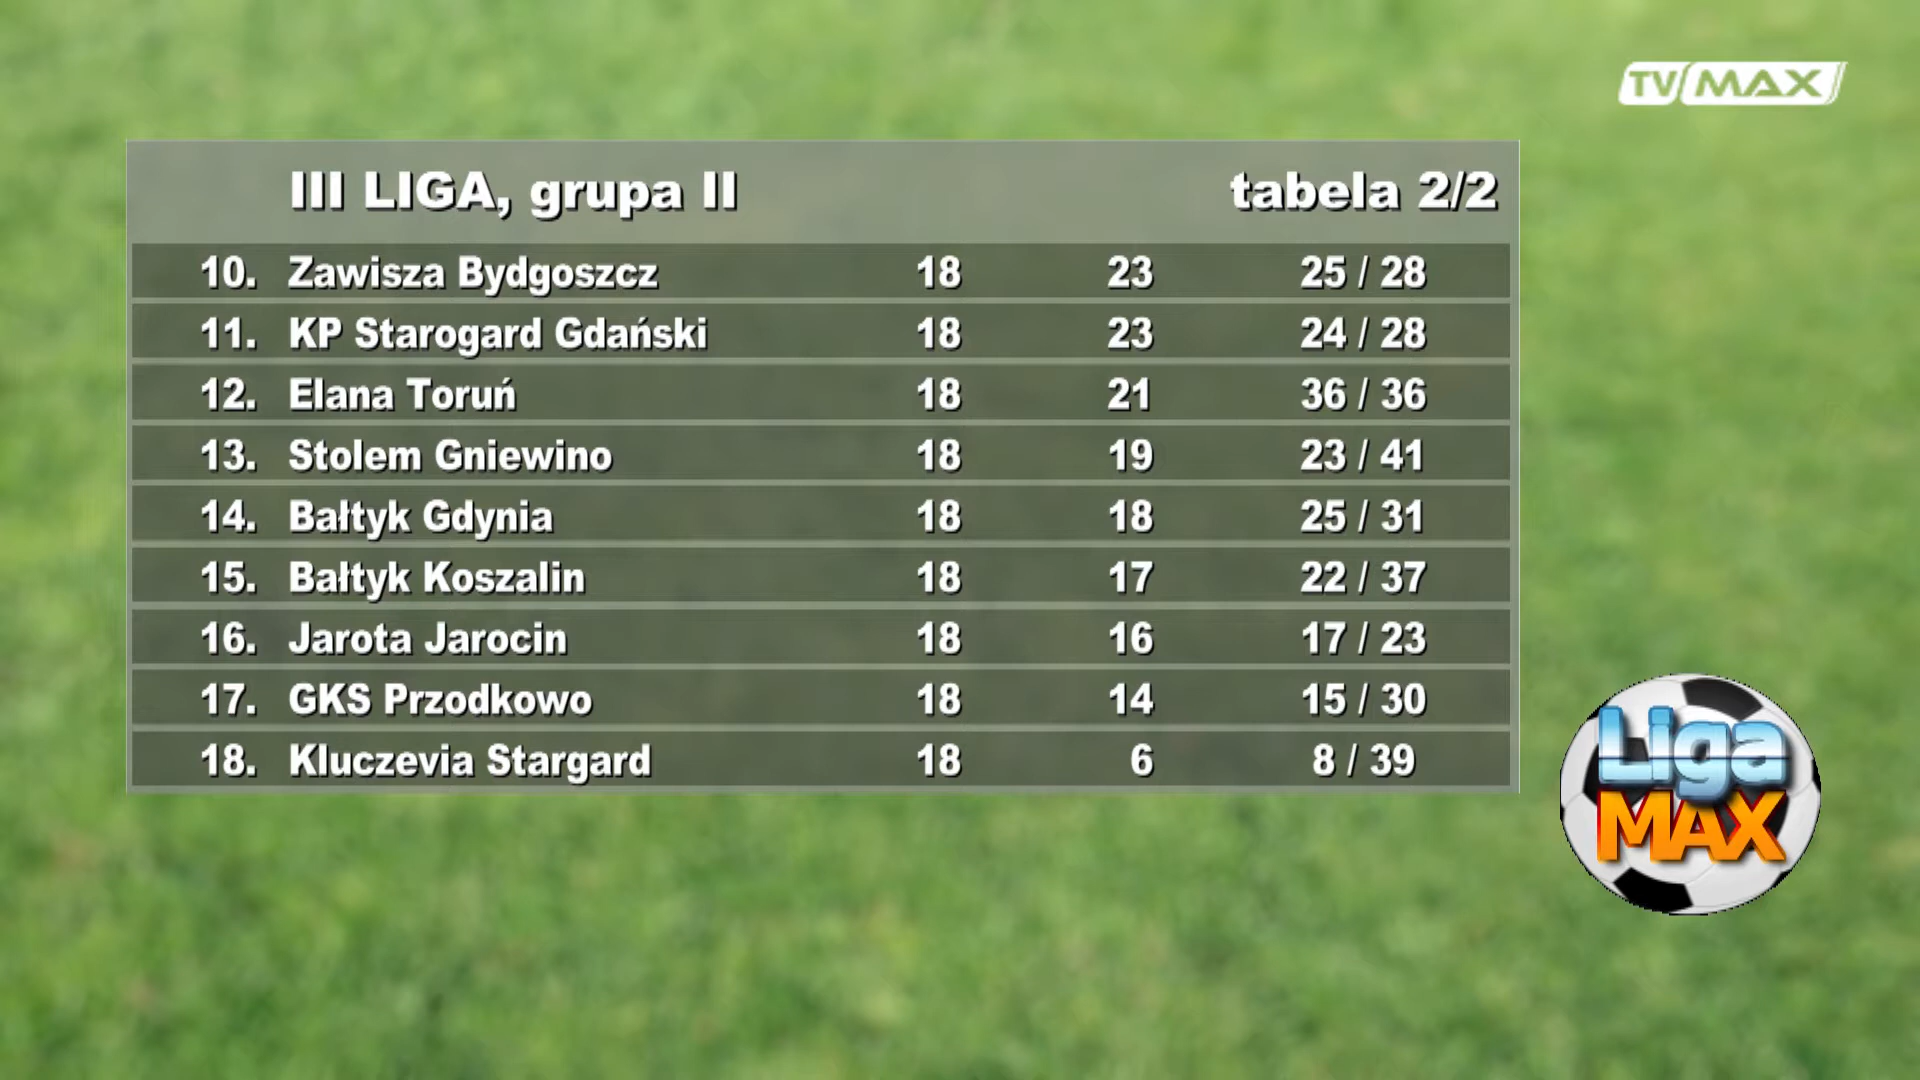 TV MAX
III LIGA, grupa II tabela 2/2
10. Zawisza Bydgoszcz 18 23 25 / 28
11. KP Starogard Gdański 18 23 24 / 28
12. Elana Toruń 18 21 36 / 36
13. Stolem Gniewino 18 19 23 / 41
14. Bałtyk Gdynia 18 18 25 / 31
15. Bałtyk Koszalin 18 17 22 / 37
16. Jarota Jarocin 18 16 17 / 23
17. GKS Przodkowo 18 14 15 / 30
18. Kluczevia Stargard 18 6 8 / 39
Liga
MAX